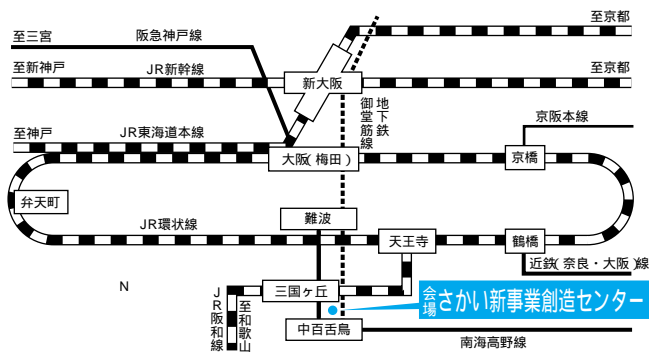 至三宮
阪急神戸線
至京都
至新神戸
JR新幹線
新大阪
至京都
地下鉄
御堂筋線
至神戸
JR東海道本線
京阪本線
大阪(梅田)
京橋
弁天町
難波
JR環状線
天王寺
鶴橋
近鉄(奈良・大阪)線
N
三国ヶ丘
JR阪和線
至和歌山
会場
さかい新事業創造センター
中百舌鳥
南海高野線